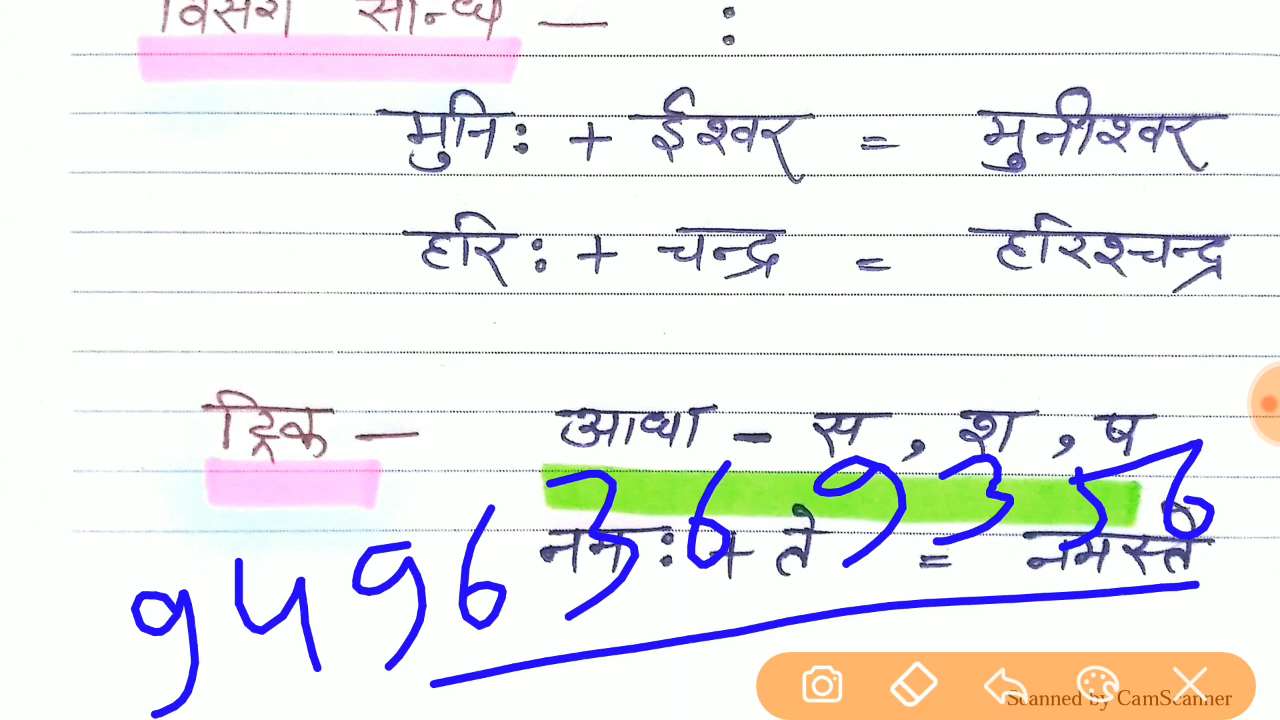 विसर्ग सन्धि — :
मुनि: + ईश्वर = मुनीश्वर
हरि: + चन्द्र = हरिश्चन्द्र
ट्रिक — आधा - स , श , ष
नम: + ते = नमस्ते
9496369356
Scanned by CamScanner